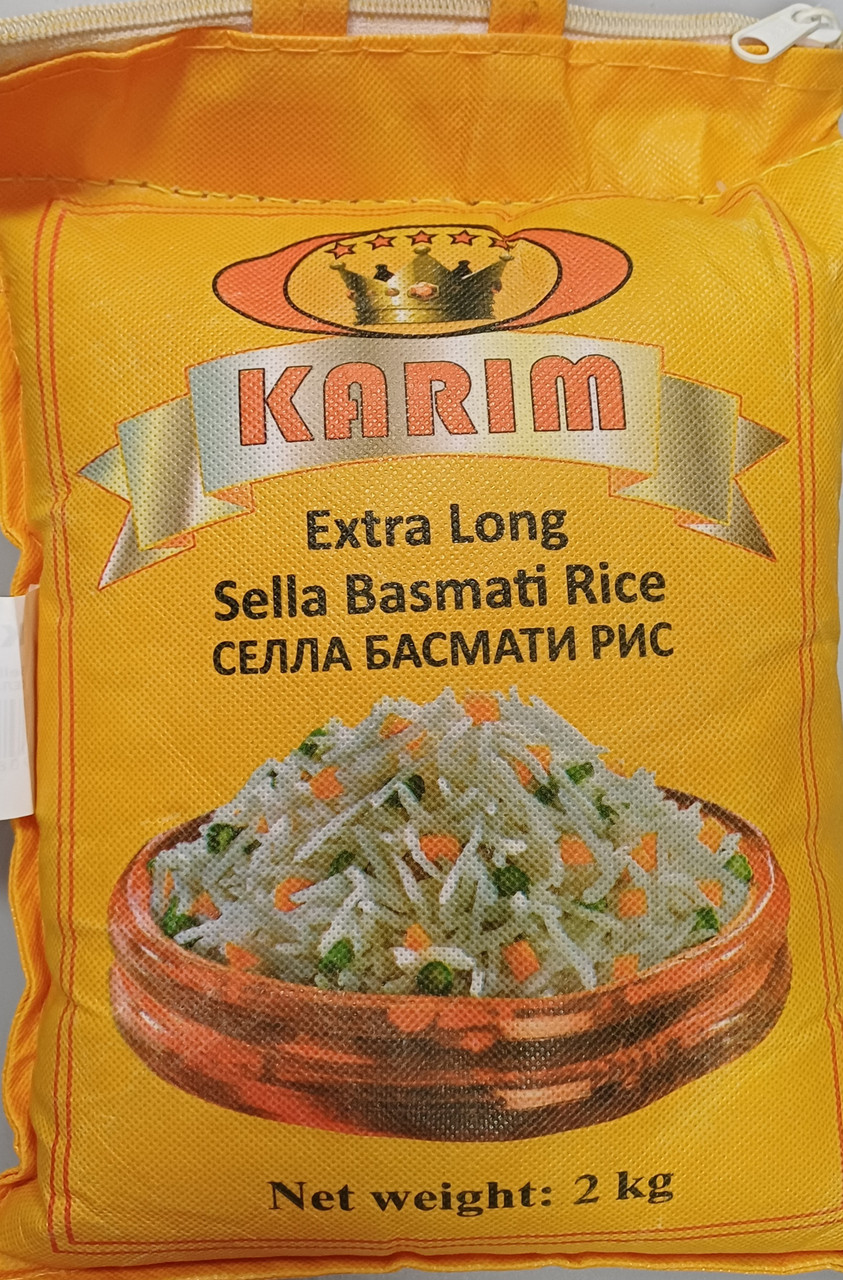 KARIM
Extra Long
Sella Basmati Rice
СЕЛЛА БАСМАТИ РИС
Net weight: 2 kg